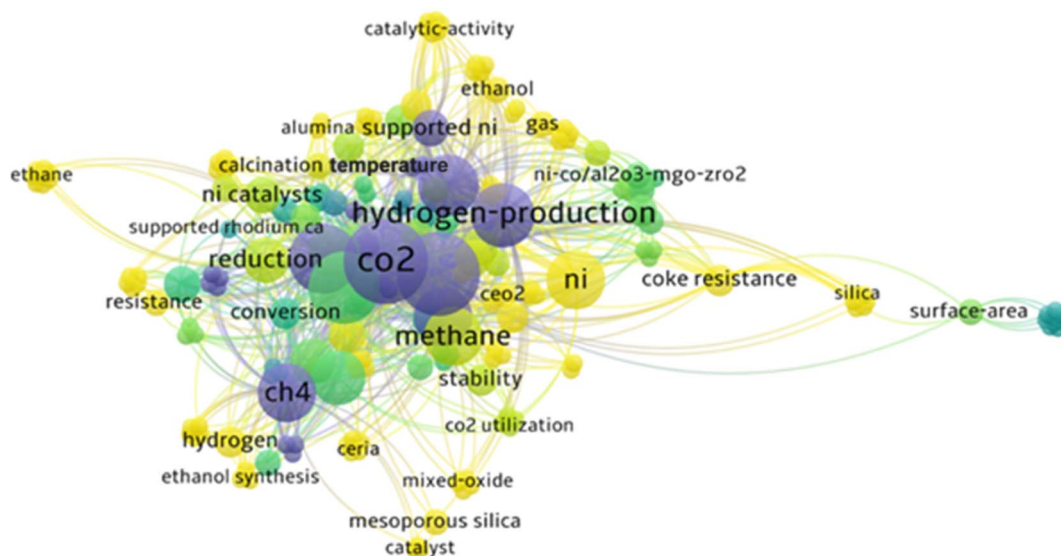 catalytic-activity
ethanol
alumina
supported ni
gas
calcination temperature
ni-co/al2o3-mgo-zro2
ethane
ni catalysts
hydrogen-production
supported rhodium ca
reduction
co2
ni
coke resistance
ceo2
silica
resistance
conversion
surface-area
methane
stability
ch4
co2 utilization
hydrogen
ceria
ethanol synthesis
mixed-oxide
mesoporous silica
catalyst